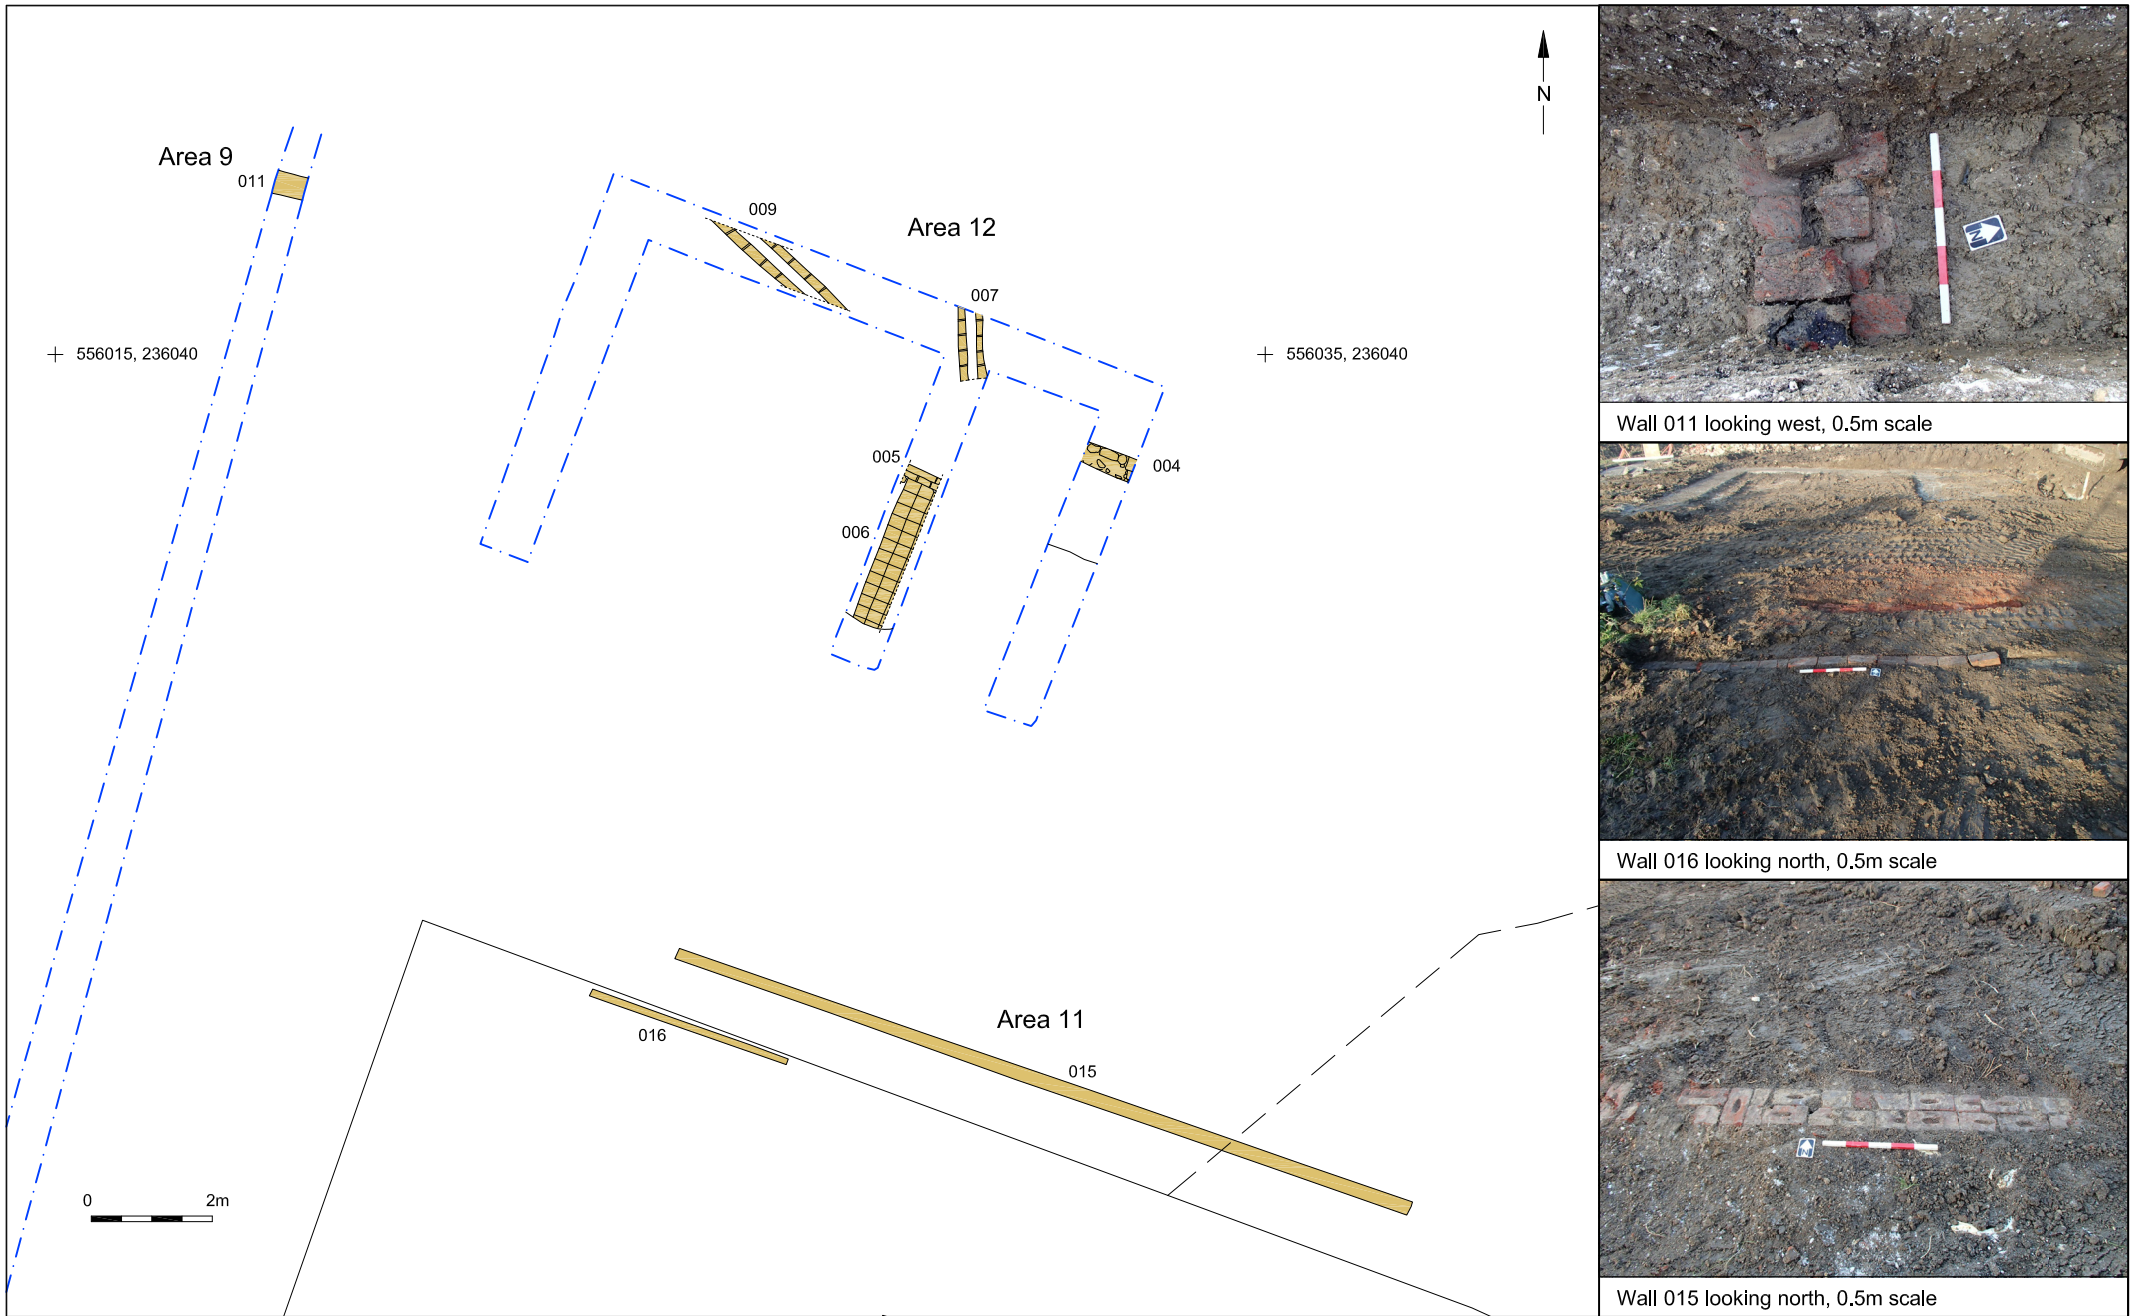 N
Area 9
011
009
Area 12
007
556015, 236040
556035, 236040
005
004
006
Area 11
016
015
0 2m
N
Wall 011 looking west, 0.5m scale
Wall 016 looking north, 0.5m scale
N
Wall 015 looking north, 0.5m scale